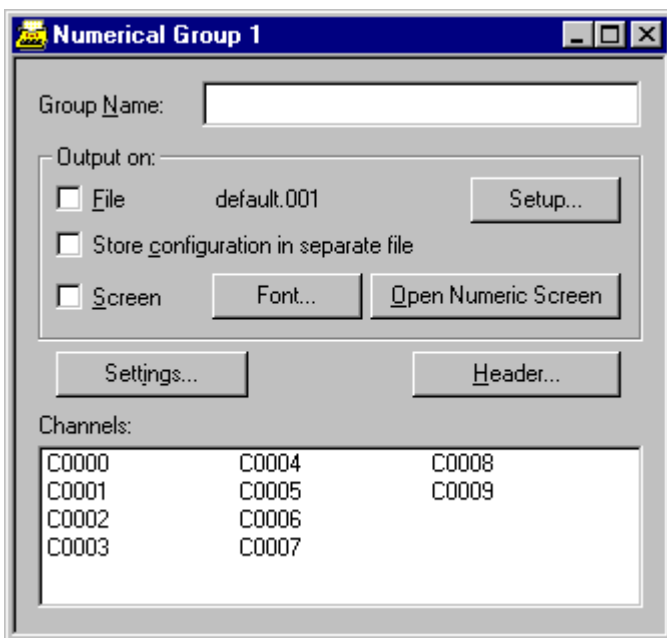 Numerical Group 1
Group Name:
Output on:
File default.001 Setup...
Store configuration in separate file
Screen Font... Open Numeric Screen
Settings... Header...
Channels:
C0000 C0004 C0008
C0001 C0005 C0009
C0002 C0006
C0003 C0007